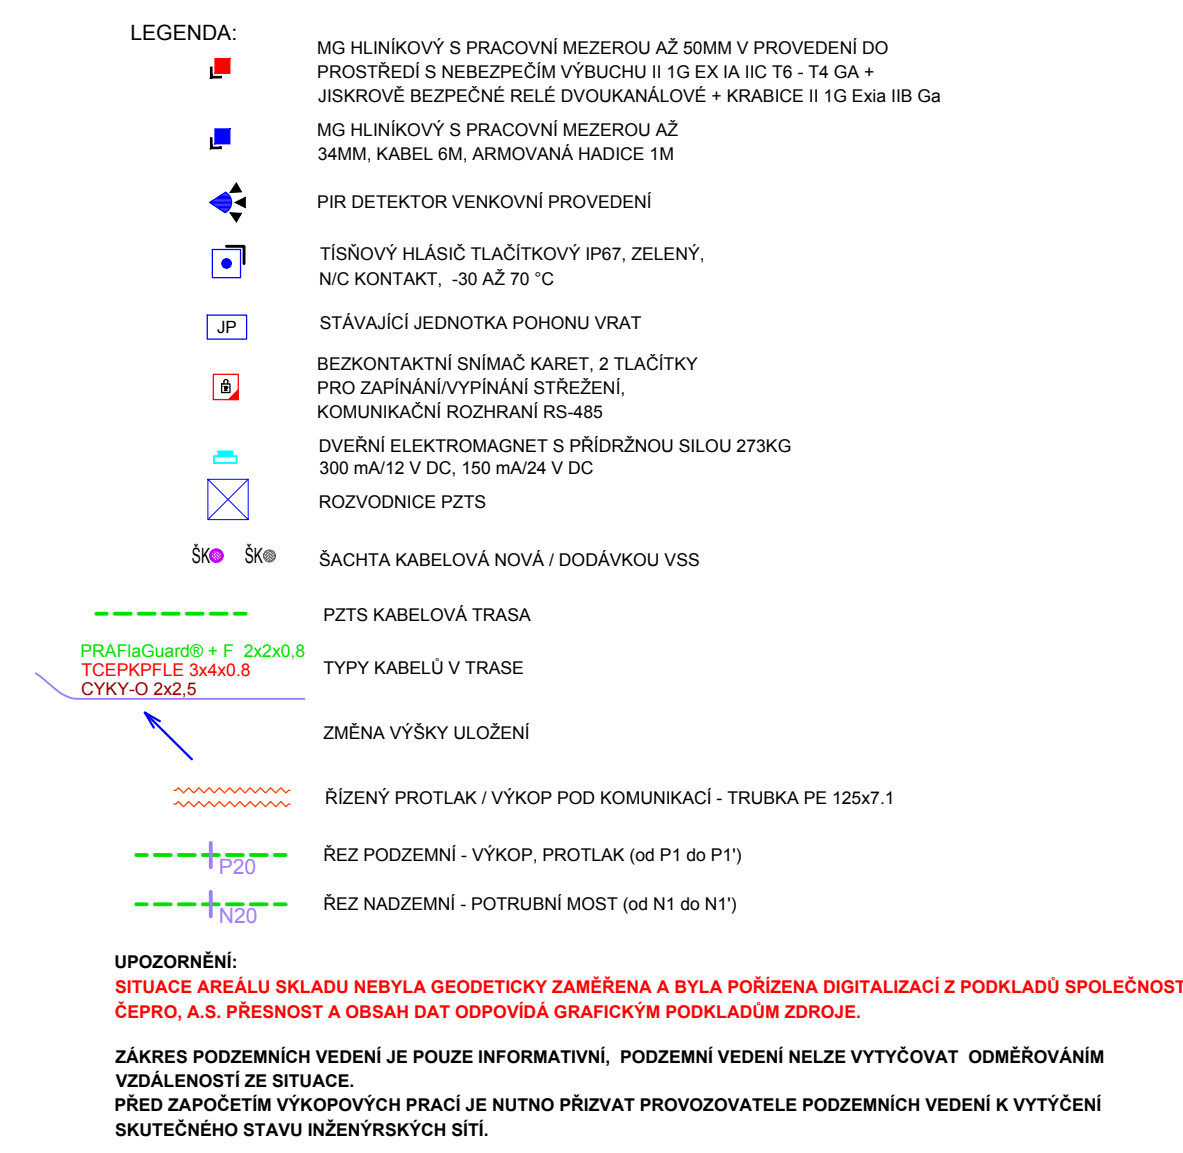 LEGENDA:
MG HLINÍKOVÝ S PRACOVNÍ MEZEROU AŽ 50MM V PROVEDENÍ DO
PROSTŘEDÍ S NEBEZPEČÍM VÝBUCHU II 1G EX IA IIC T6 - T4 GA +
JISKROVĚ BEZPEČNÉ RELÉ DVOUKANÁLOVÉ + KRABICE II 1G Exia IIB Ga
MG HLINÍKOVÝ S PRACOVNÍ MEZEROU AŽ
34MM, KABEL 6M, ARMOVANÁ HADICE 1M
PIR DETEKTOR VENKOVNÍ PROVEDENÍ
TÍSŇOVÝ HLÁSIČ TLAČÍTKOVÝ IP67, ZELENÝ,
N/C KONTAKT, -30 AŽ 70 °C
JP STÁVAJÍCÍ JEDNOTKA POHONU VRAT
BEZKONTAKTNÍ SNÍMAČ KARET, 2 TLAČÍTKY
PRO ZAPÍNÁNÍ/VYPÍNÁNÍ STŘEŽENÍ,
KOMUNIKAČNÍ ROZHRANÍ RS-485
DVEŘNÍ ELEKTROMAGNET S PŘÍDRŽNOU SILOU 273KG
300 mA/12 V DC, 150 mA/24 V DC
ROZVODNICE PZTS
ŠK ŠK ŠACHTA KABELOVÁ NOVÁ / DODÁVKOU VSS
PZTS KABELOVÁ TRASA
PRAFlaGuard® + F 2x2x0,8
TCEPKPFLE 3x4x0.8 TYPY KABELŮ V TRASE
CYKY-O 2x2,5
ZMĚNA VÝŠKY ULOŽENÍ
ŘÍZENÝ PROTLAK / VÝKOP POD KOMUNIKACÍ - TRUBKA PE 125x7.1
ŘEZ PODZEMNÍ - VÝKOP, PROTLAK (od P1 do P1')
P20
ŘEZ NADZEMNÍ - POTRUBNÍ MOST (od N1 do N1')
N20
UPOZORNĚNÍ:
SITUACE AREÁLU SKLADU NEBYLA GEODETICKY ZAMĚŘENA A BYLA POŘÍZENA DIGITALIZACÍ Z PODKLADŮ SPOLEČNOST
ČEPRO, A.S. PŘESNOST A OBSAH DAT ODPOVÍDÁ GRAFICKÝM PODKLADŮM ZDROJE.
ZÁKRES PODZEMNÍCH VEDENÍ JE POUZE INFORMATIVNÍ, PODZEMNÍ VEDENÍ NELZE VYTYČOVAT ODMĚŘOVÁNÍM
VZDÁLENOSTÍ ZE SITUACE.
PŘED ZAPOČETÍM VÝKOPOVÝCH PRACÍ JE NUTNO PŘIZVAT PROVOZOVATELE PODZEMNÍCH VEDENÍ K VYTÝČENÍ
SKUTEČNÉHO STAVU INŽENÝRSKÝCH SÍTÍ.